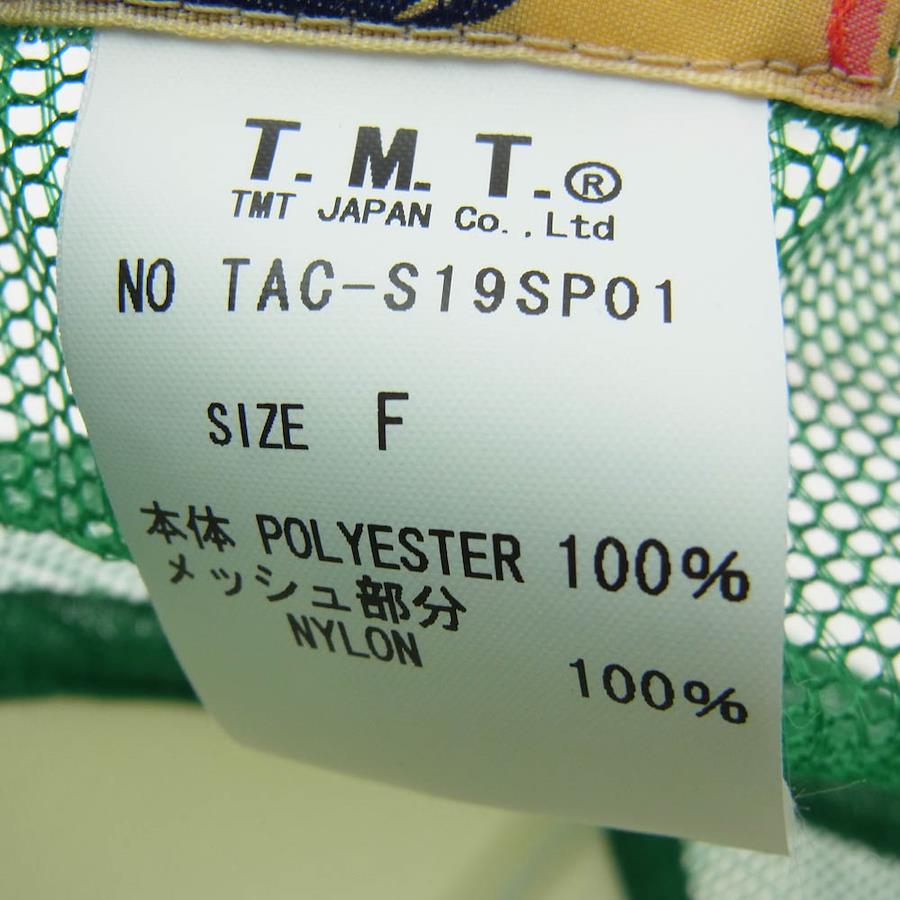 T.M.T.®
TMT JAPAN Co.,Ltd
NO TAC-S19SP01
SIZE F
本体 POLYESTER 100%
メッシュ部分
NYLON 100%